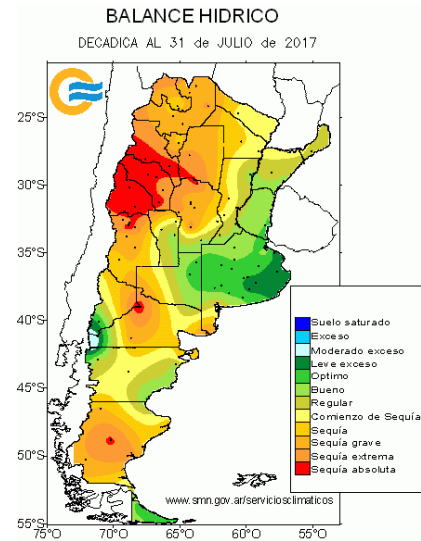 BALANCE HIDRICO
DECADICA AL 31 de JULIO de 2017
25°S
30°S
35°S
40°S
45°S
50°S
55°S
75°O
70°O
65°O
60°O
55°O
Suelo saturado
Exceso
Moderado exceso
Leve exceso
Optimo
Bueno
Regular
Comienzo de Sequía
Sequía
Sequía grave
Sequía extrema
Sequía absoluta
www.smn.gov.ar/serviciosclimaticos